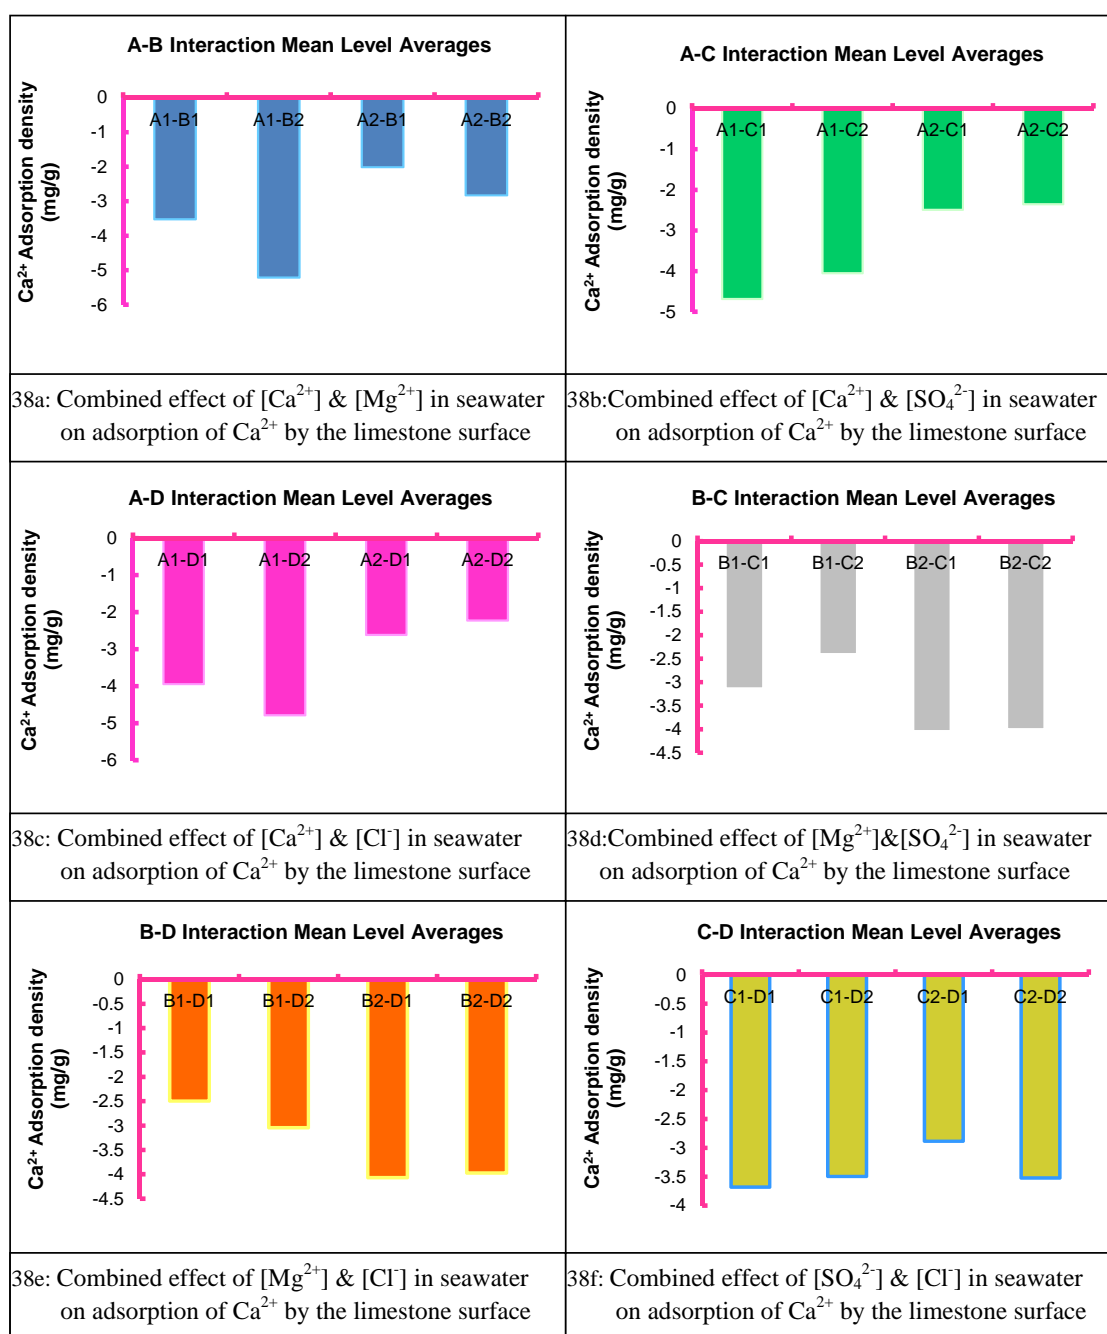 A-B Interaction Mean Level Averages
Ca²⁺ Adsorption density
(mg/g)
0
-1
-2
-3
-4
-5
-6
A1-B1
A1-B2
A2-B1
A2-B2
38a: Combined effect of [Ca²⁺] & [Mg²⁺] in seawater
on adsorption of Ca²⁺ by the limestone surface
A-C Interaction Mean Level Averages
Ca²⁺ Adsorption density
(mg/g)
0
-1
-2
-3
-4
-5
A1-C1
A1-C2
A2-C1
A2-C2
38b:Combined effect of [Ca²⁺] & [SO₄²⁻] in seawater
on adsorption of Ca²⁺ by the limestone surface
A-D Interaction Mean Level Averages
Ca²⁺ Adsorption density
(mg/g)
0
-1
-2
-3
-4
-5
-6
A1-D1
A1-D2
A2-D1
A2-D2
38c: Combined effect of [Ca²⁺] & [Cl⁻] in seawater
on adsorption of Ca²⁺ by the limestone surface
B-C Interaction Mean Level Averages
Ca²⁺ Adsorption density
(mg/g)
0
-0.5
-1
-1.5
-2
-2.5
-3
-3.5
-4
-4.5
B1-C1
B1-C2
B2-C1
B2-C2
38d:Combined effect of [Mg²⁺]&[SO₄²⁻] in seawater
on adsorption of Ca²⁺ by the limestone surface
B-D Interaction Mean Level Averages
Ca²⁺ Adsorption density
(mg/g)
0
-0.5
-1
-1.5
-2
-2.5
-3
-3.5
-4
-4.5
B1-D1
B1-D2
B2-D1
B2-D2
38e: Combined effect of [Mg²⁺] & [Cl⁻] in seawater
on adsorption of Ca²⁺ by the limestone surface
C-D Interaction Mean Level Averages
Ca²⁺ Adsorption density
(mg/g)
0
-0.5
-1
-1.5
-2
-2.5
-3
-3.5
-4
C1-D1
C1-D2
C2-D1
C2-D2
38f: Combined effect of [SO₄²⁻] & [Cl⁻] in seawater
on adsorption of Ca²⁺ by the limestone surface